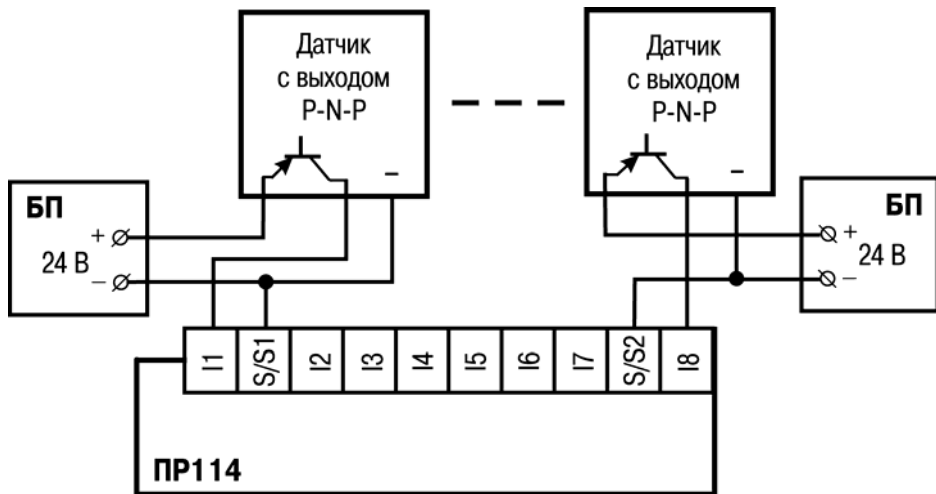 Датчик
с выходом
P-N-P
−
Датчик
с выходом
P-N-P
−
БП
+
24 В
−
БП
+
24 В
−
I1
S/S1
I2
I3
I4
I5
I6
I7
S/S2
I8
ПР114